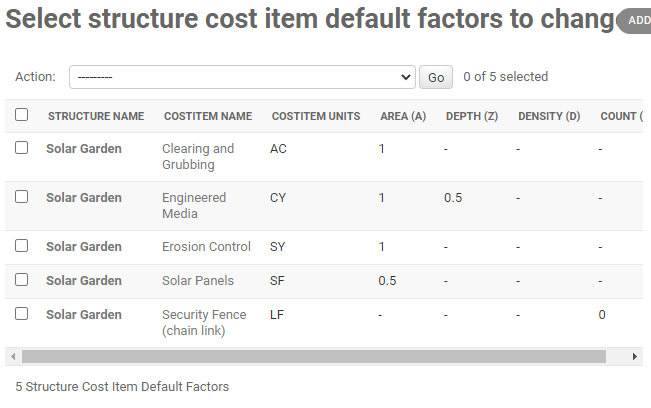 Select structure cost item default factors to chang ADD
Action: --------- Go 0 of 5 selected
STRUCTURE NAME COSTITEM NAME COSTITEM UNITS AREA (A) DEPTH (Z) DENSITY (D) COUNT (
Solar Garden Clearing and AC 1 - - -
Grubbing
Solar Garden Engineered CY 1 0.5 - -
Media
Solar Garden Erosion Control SY 1 - - -
Solar Garden Solar Panels SF 0.5 - - -
Solar Garden Security Fence LF - - - 0
(chain link)
5 Structure Cost Item Default Factors